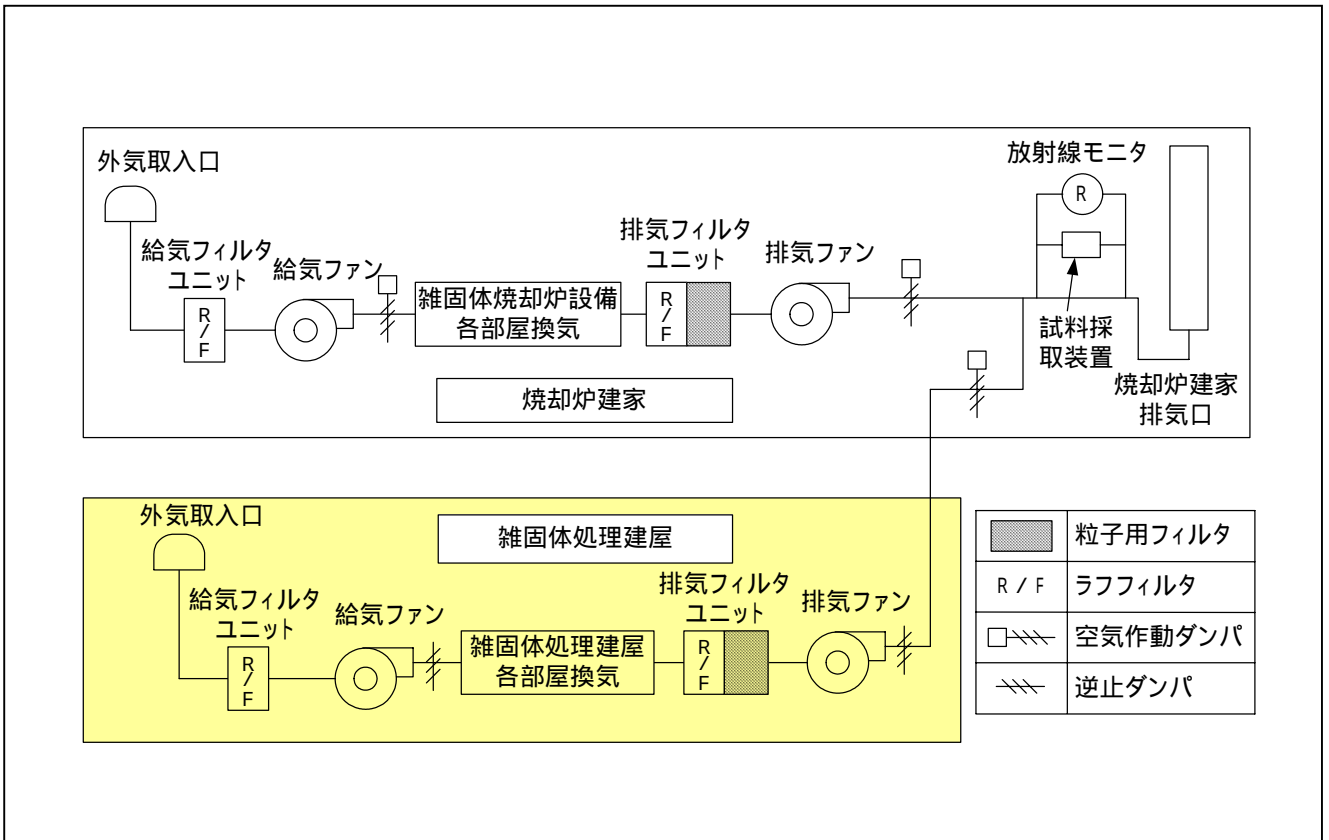 外気取入口
給気フィルタ
ユニット
R
/
F
給気ファン
雑固体焼却炉設備
各部屋換気
排気フィルタ
ユニット
R
/
F
排気ファン
放射線モニタ
R
試料採
取装置
焼却炉建家
排気口
焼却炉建家
外気取入口
雑固体処理建屋
給気フィルタ
ユニット
R
/
F
給気ファン
雑固体処理建屋
各部屋換気
排気フィルタ
ユニット
R
/
F
排気ファン
粒子用フィルタ
R / F ラフフィルタ
空気作動ダンパ
逆止ダンパ